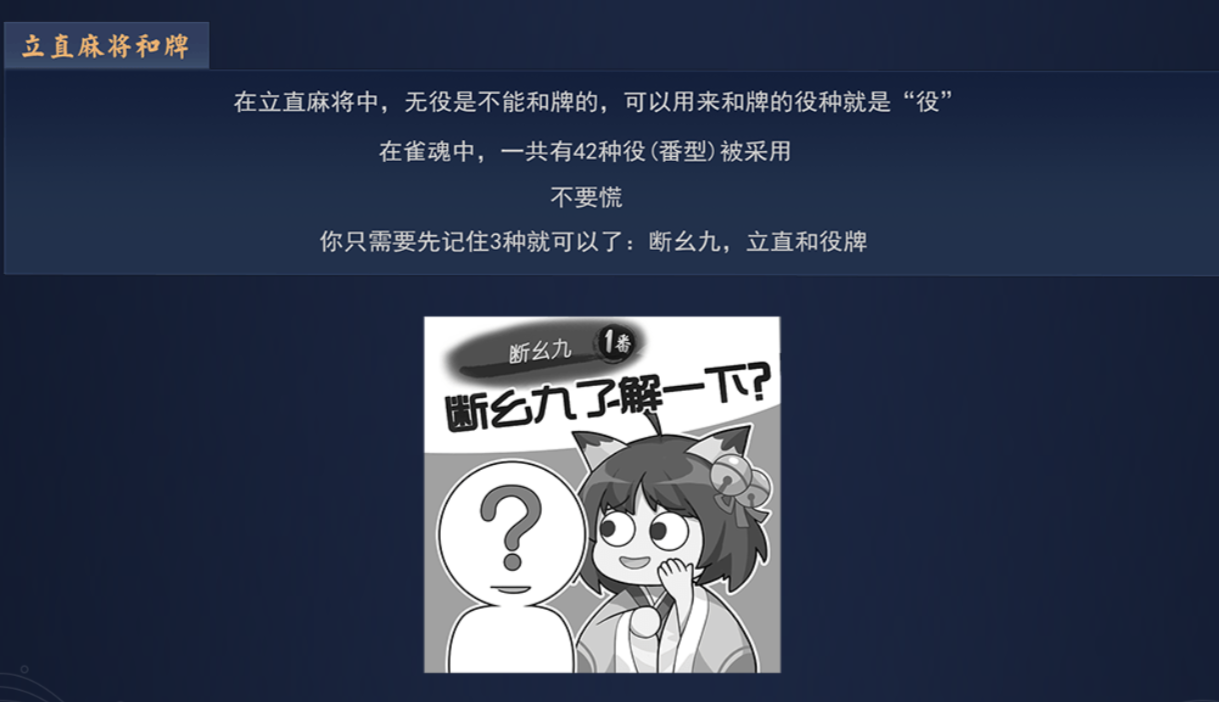 立直麻将和牌
在立直麻将中，无役是不能和牌的，可以用来和牌的役种就是“役”
在雀魂中，一共有42种役(番型)被采用
不要慌
你只需要先记住3种就可以了：断幺九，立直和役牌
断幺九 1番
断幺九了解一下?
?